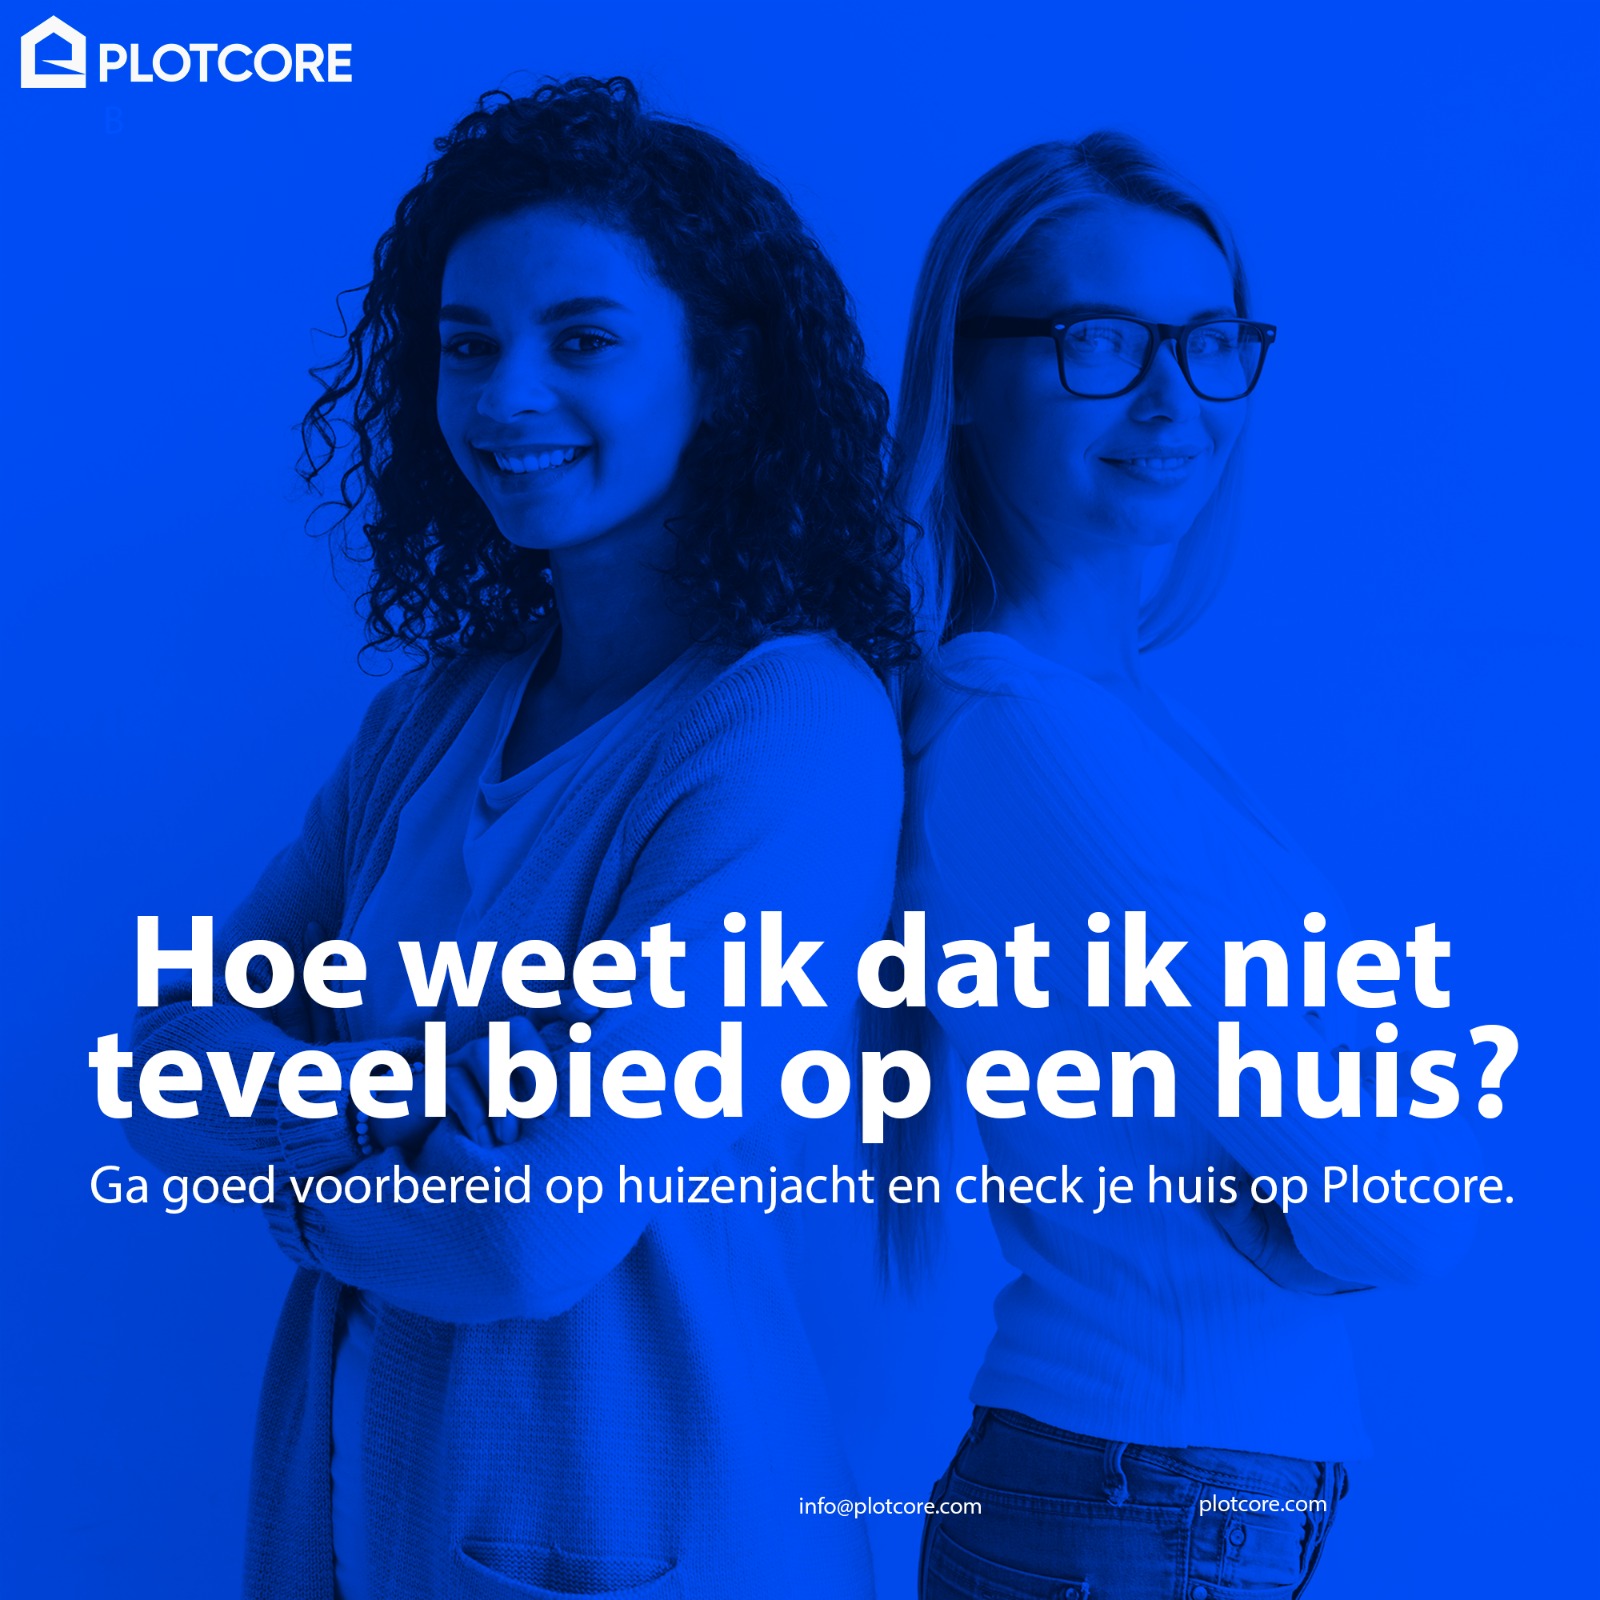 PLOTCORE
B
Hoe weet ik dat ik niet
teveel bied op een huis?
Ga goed voorbereid op huizenjacht en check je huis op Plotcore.
info@plotcore.com
plotcore.com